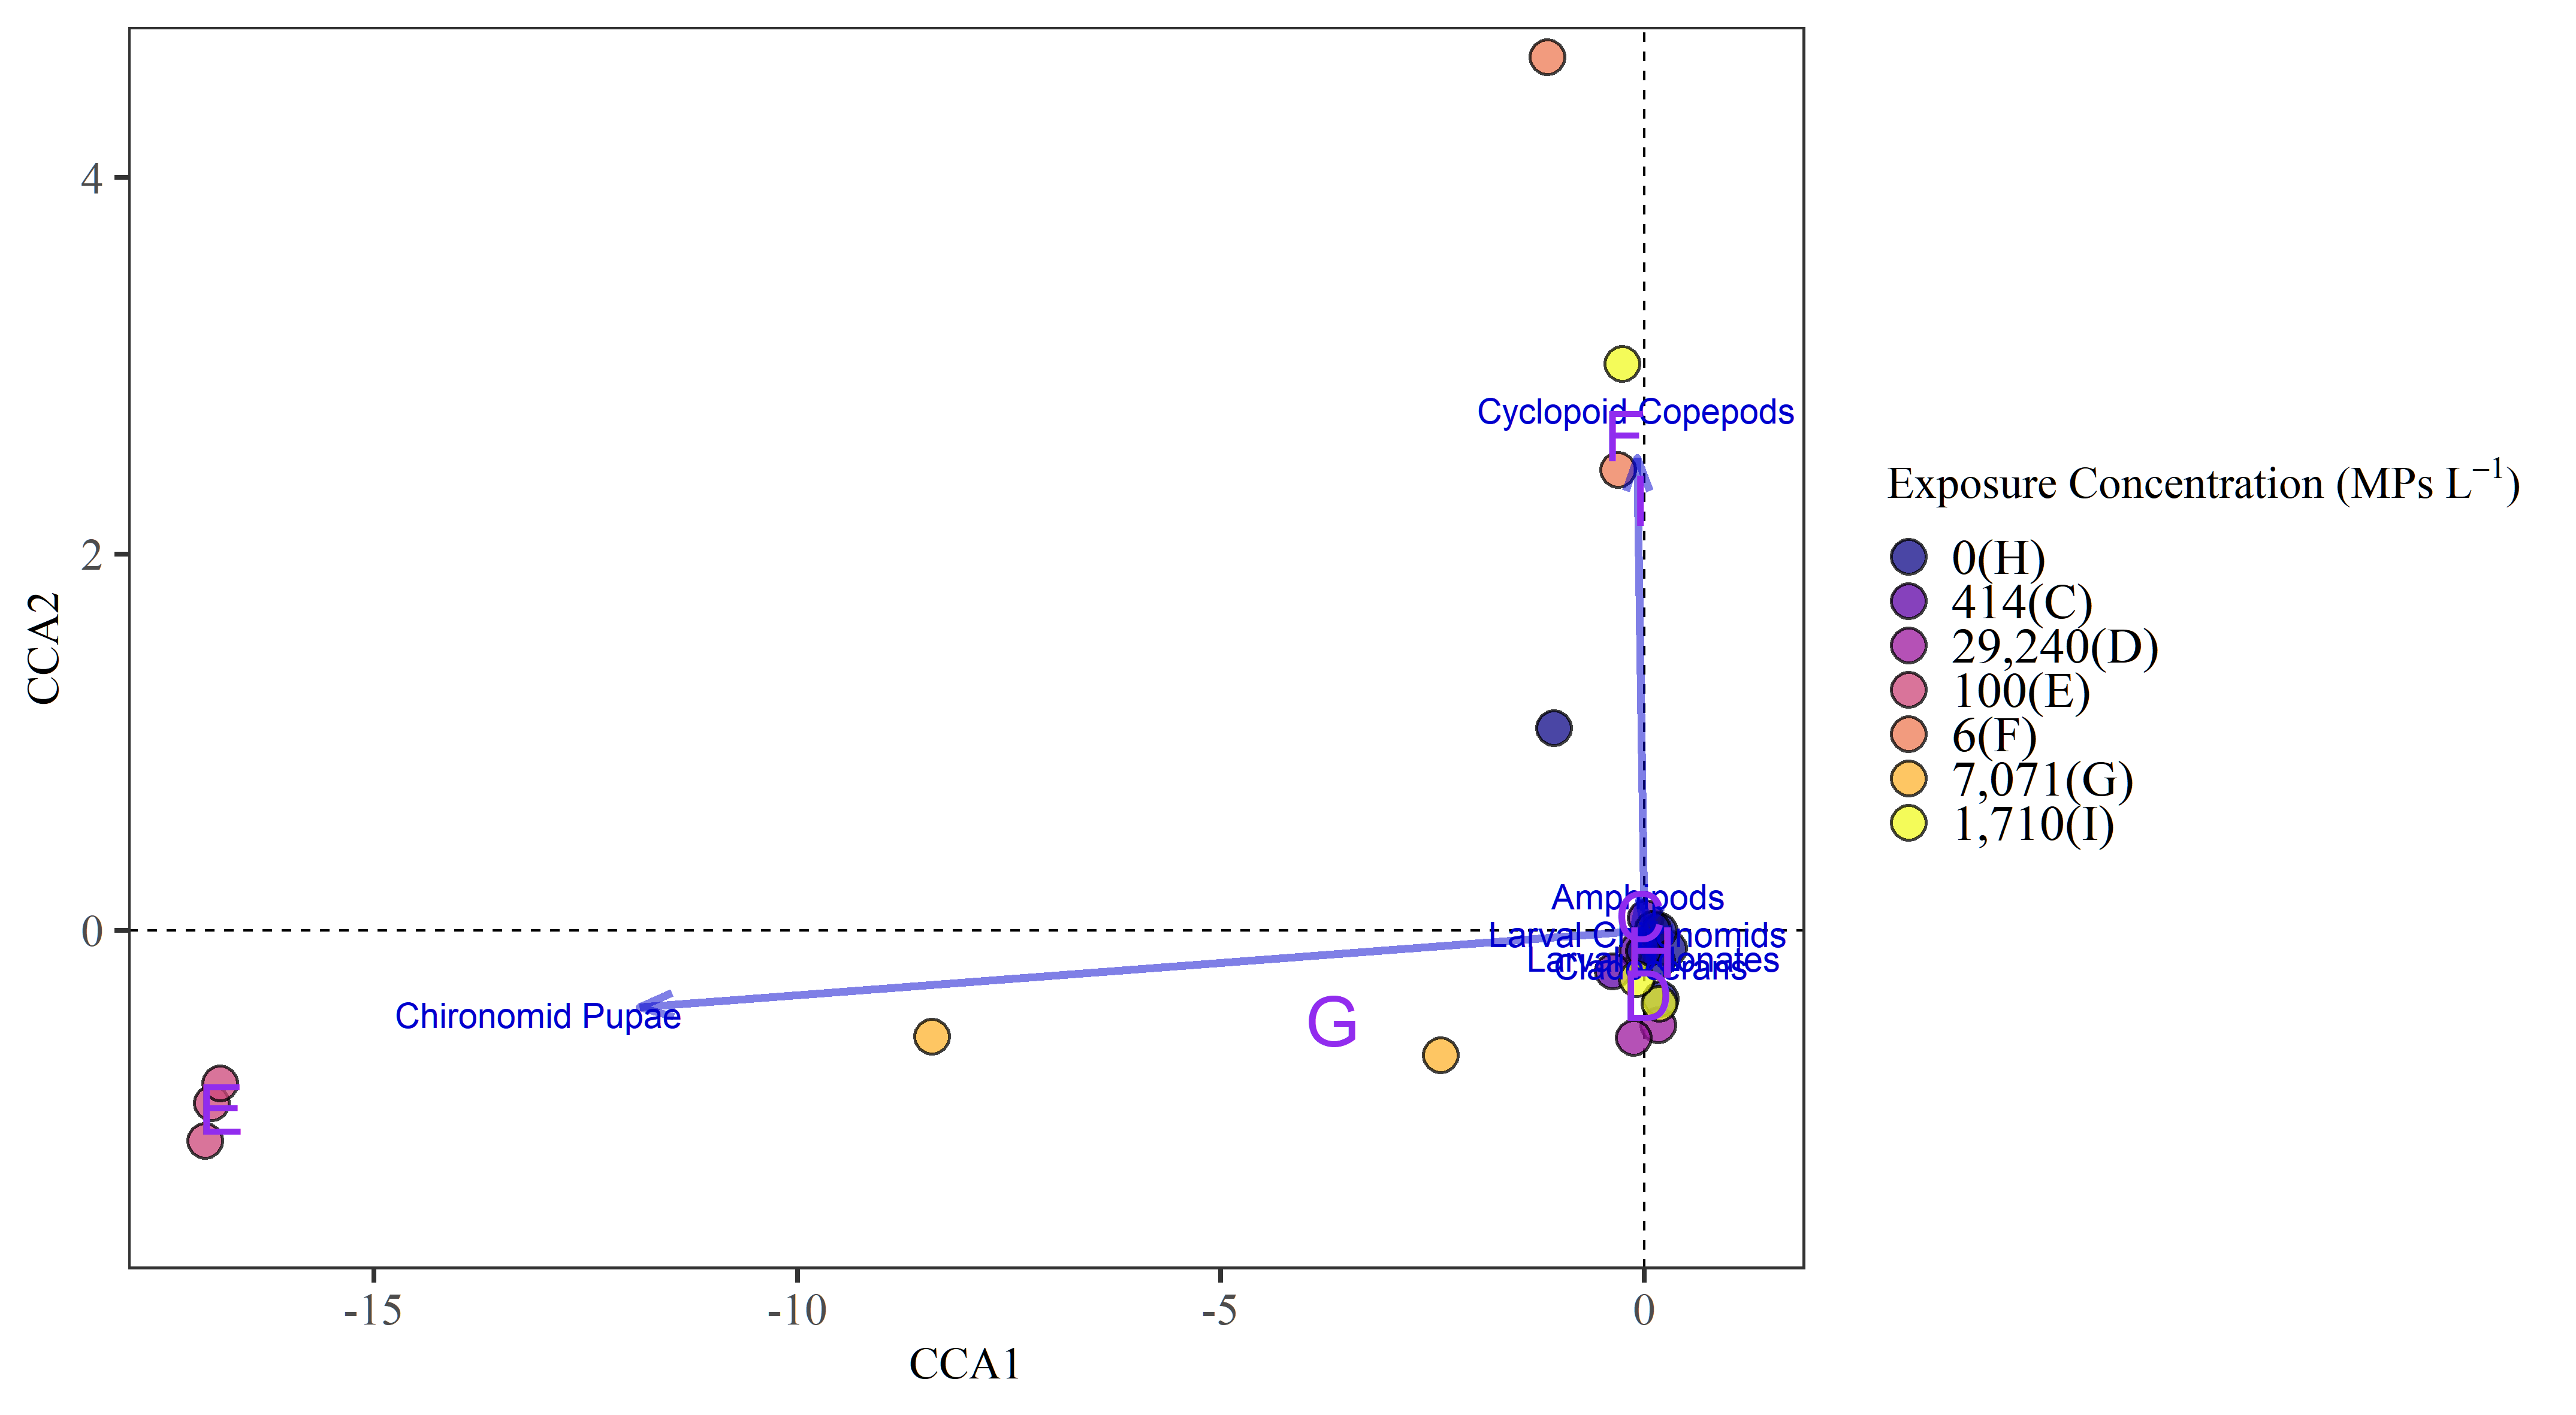 4
2
0
CCA2
-15
-10
-5
0
CCA1
Cyclopoid Copepods
F
I
Amphipods
C
Larval Chironomids
H
Larval Odonates
Cladocerans
D
Chironomid Pupae
G
E
Exposure Concentration (MPs L⁻¹)
0(H)
414(C)
29,240(D)
100(E)
6(F)
7,071(G)
1,710(I)